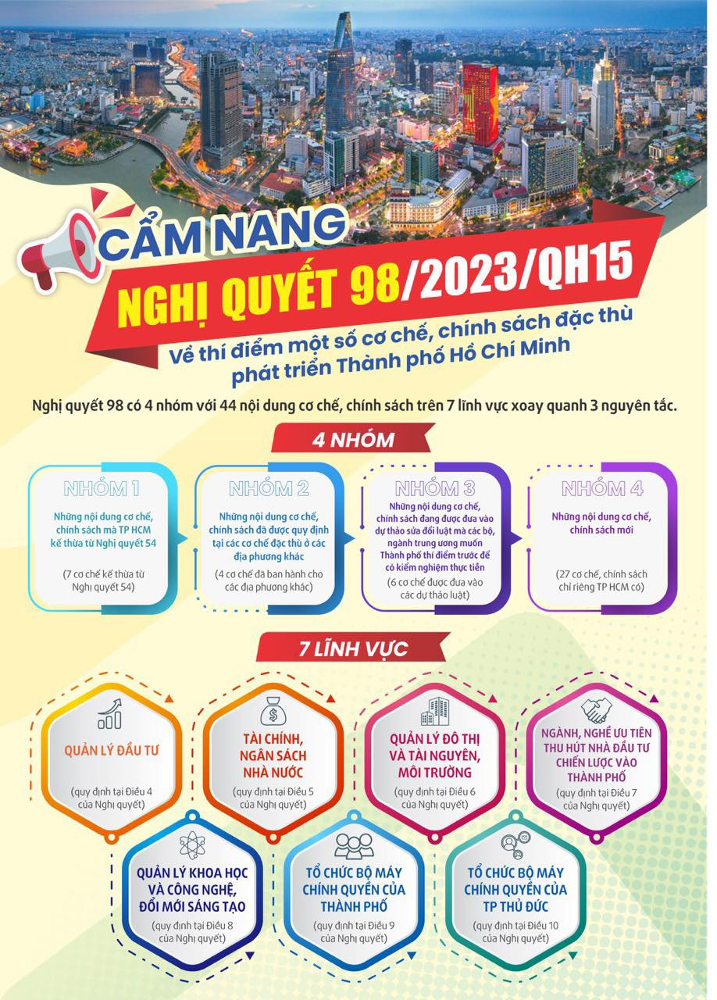 CẨM NANG
NGHỊ QUYẾT 98/2023/QH15
Về thí điểm một số cơ chế, chính sách đặc thù
phát triển Thành phố Hồ Chí Minh
Nghị quyết 98 có 4 nhóm với 44 nội dung cơ chế, chính sách trên 7 lĩnh vực xoay quanh 3 nguyên tắc.
4 NHÓM
NHÓM 1
Những nội dung cơ chế,
chính sách mà TP HCM
kế thừa từ Nghị quyết 54
(7 cơ chế kế thừa từ
Nghị quyết 54)
NHÓM 2
Những nội dung cơ chế,
chính sách đã được quy định
tại các cơ chế đặc thù ở các
địa phương khác
(4 cơ chế đã ban hành cho
các địa phương khác)
NHÓM 3
Những nội dung cơ chế,
chính sách đang được đưa vào
dự thảo sửa đổi luật mà các bộ,
ngành trung ương muốn
Thành phố thí điểm trước để
có kiểm nghiệm thực tiễn
(6 cơ chế được đưa vào
các dự thảo luật)
NHÓM 4
Những nội dung cơ chế,
chính sách mới
(27 cơ chế, chính sách
chỉ riêng TP HCM có)
7 LĨNH VỰC
QUẢN LÝ ĐẦU TƯ
(quy định tại Điều 4
của Nghị quyết)
TÀI CHÍNH,
NGÂN SÁCH
NHÀ NƯỚC
(quy định tại Điều 5
của Nghị quyết)
QUẢN LÝ ĐÔ THỊ
VÀ TÀI NGUYÊN,
MÔI TRƯỜNG
(quy định tại Điều 6
của Nghị quyết)
NGÀNH, NGHỀ ƯU TIÊN
THU HÚT NHÀ ĐẦU TƯ
CHIẾN LƯỢC VÀO
THÀNH PHỐ
(quy định tại Điều 7
của Nghị quyết)
QUẢN LÝ KHOA HỌC
VÀ CÔNG NGHỆ,
ĐỔI MỚI SÁNG TẠO
(quy định tại Điều 8
của Nghị quyết)
TỔ CHỨC BỘ MÁY
CHÍNH QUYỀN CỦA
THÀNH PHỐ
(quy định tại Điều 9
của Nghị quyết)
TỔ CHỨC BỘ MÁY
CHÍNH QUYỀN CỦA
TP THỦ ĐỨC
(quy định tại Điều 10
của Nghị quyết)